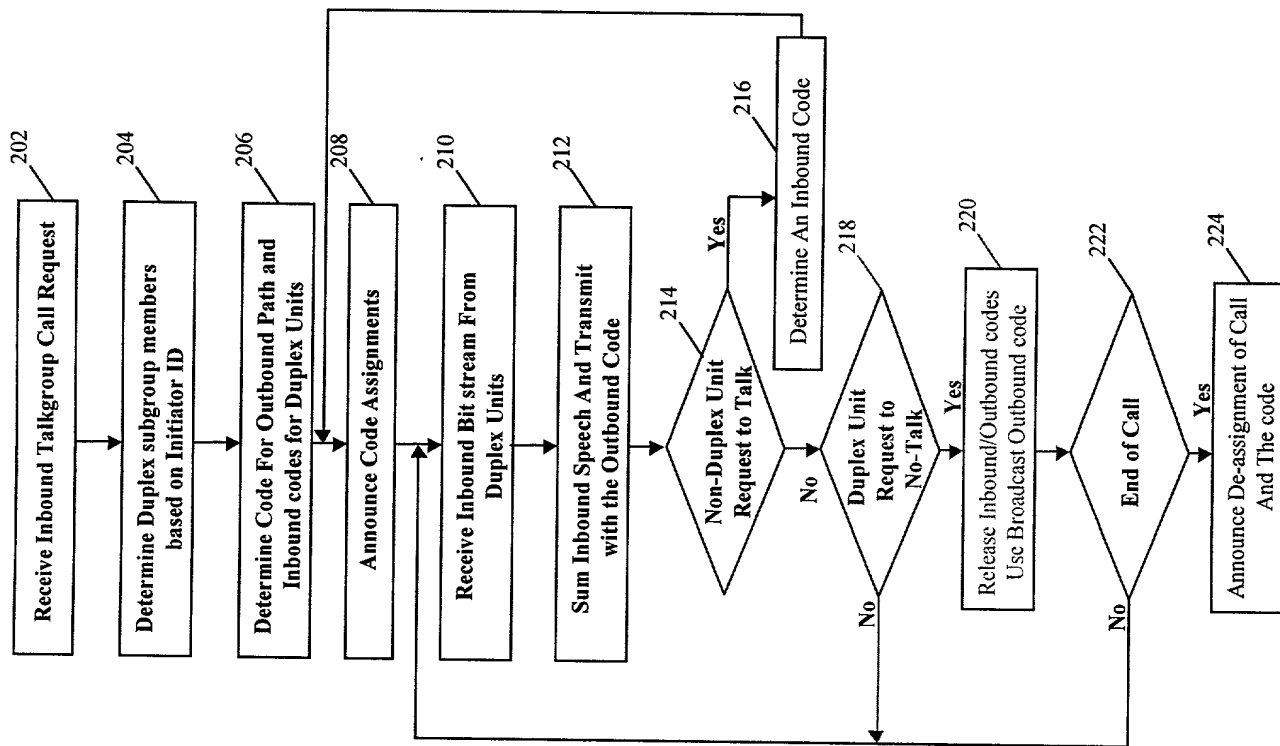 202
Receive Inbound Talkgroup Call Request
204
Determine Duplex subgroup members
based on Initiator ID
206
Determine Code For Outbound Path and
Inbound codes for Duplex Units
208
Announce Code Assignments
210
Receive Inbound Bit stream From
Duplex Units
212
Sum Inbound Speech And Transmit
with the Outbound Code
214
Non-Duplex Unit
Request to Talk
Yes
216
Determine An Inbound Code
No
218
Duplex Unit
Request to
No-Talk
No
Yes
220
Release Inbound/Outbound codes
Use Broadcast Outbound code
222
End of Call
No
Yes
224
Announce De-assignment of Call
And The code